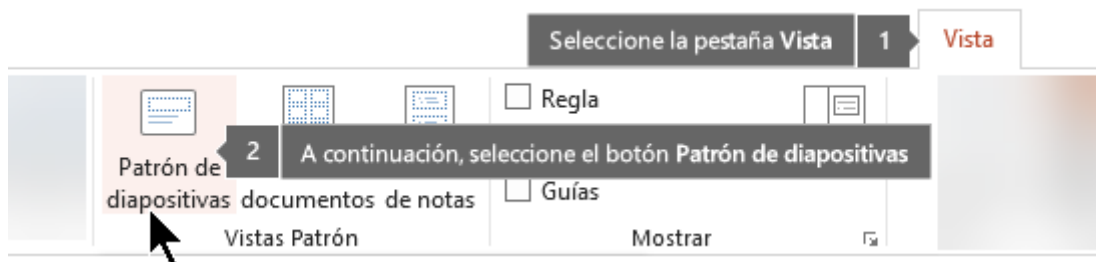 Seleccione la pestaña Vista 1 Vista
Regla
2 A continuación, seleccione el botón Patrón de diapositivas
Patrón de
diapositivas documentos de notas
Guías
Vistas Patrón Mostrar